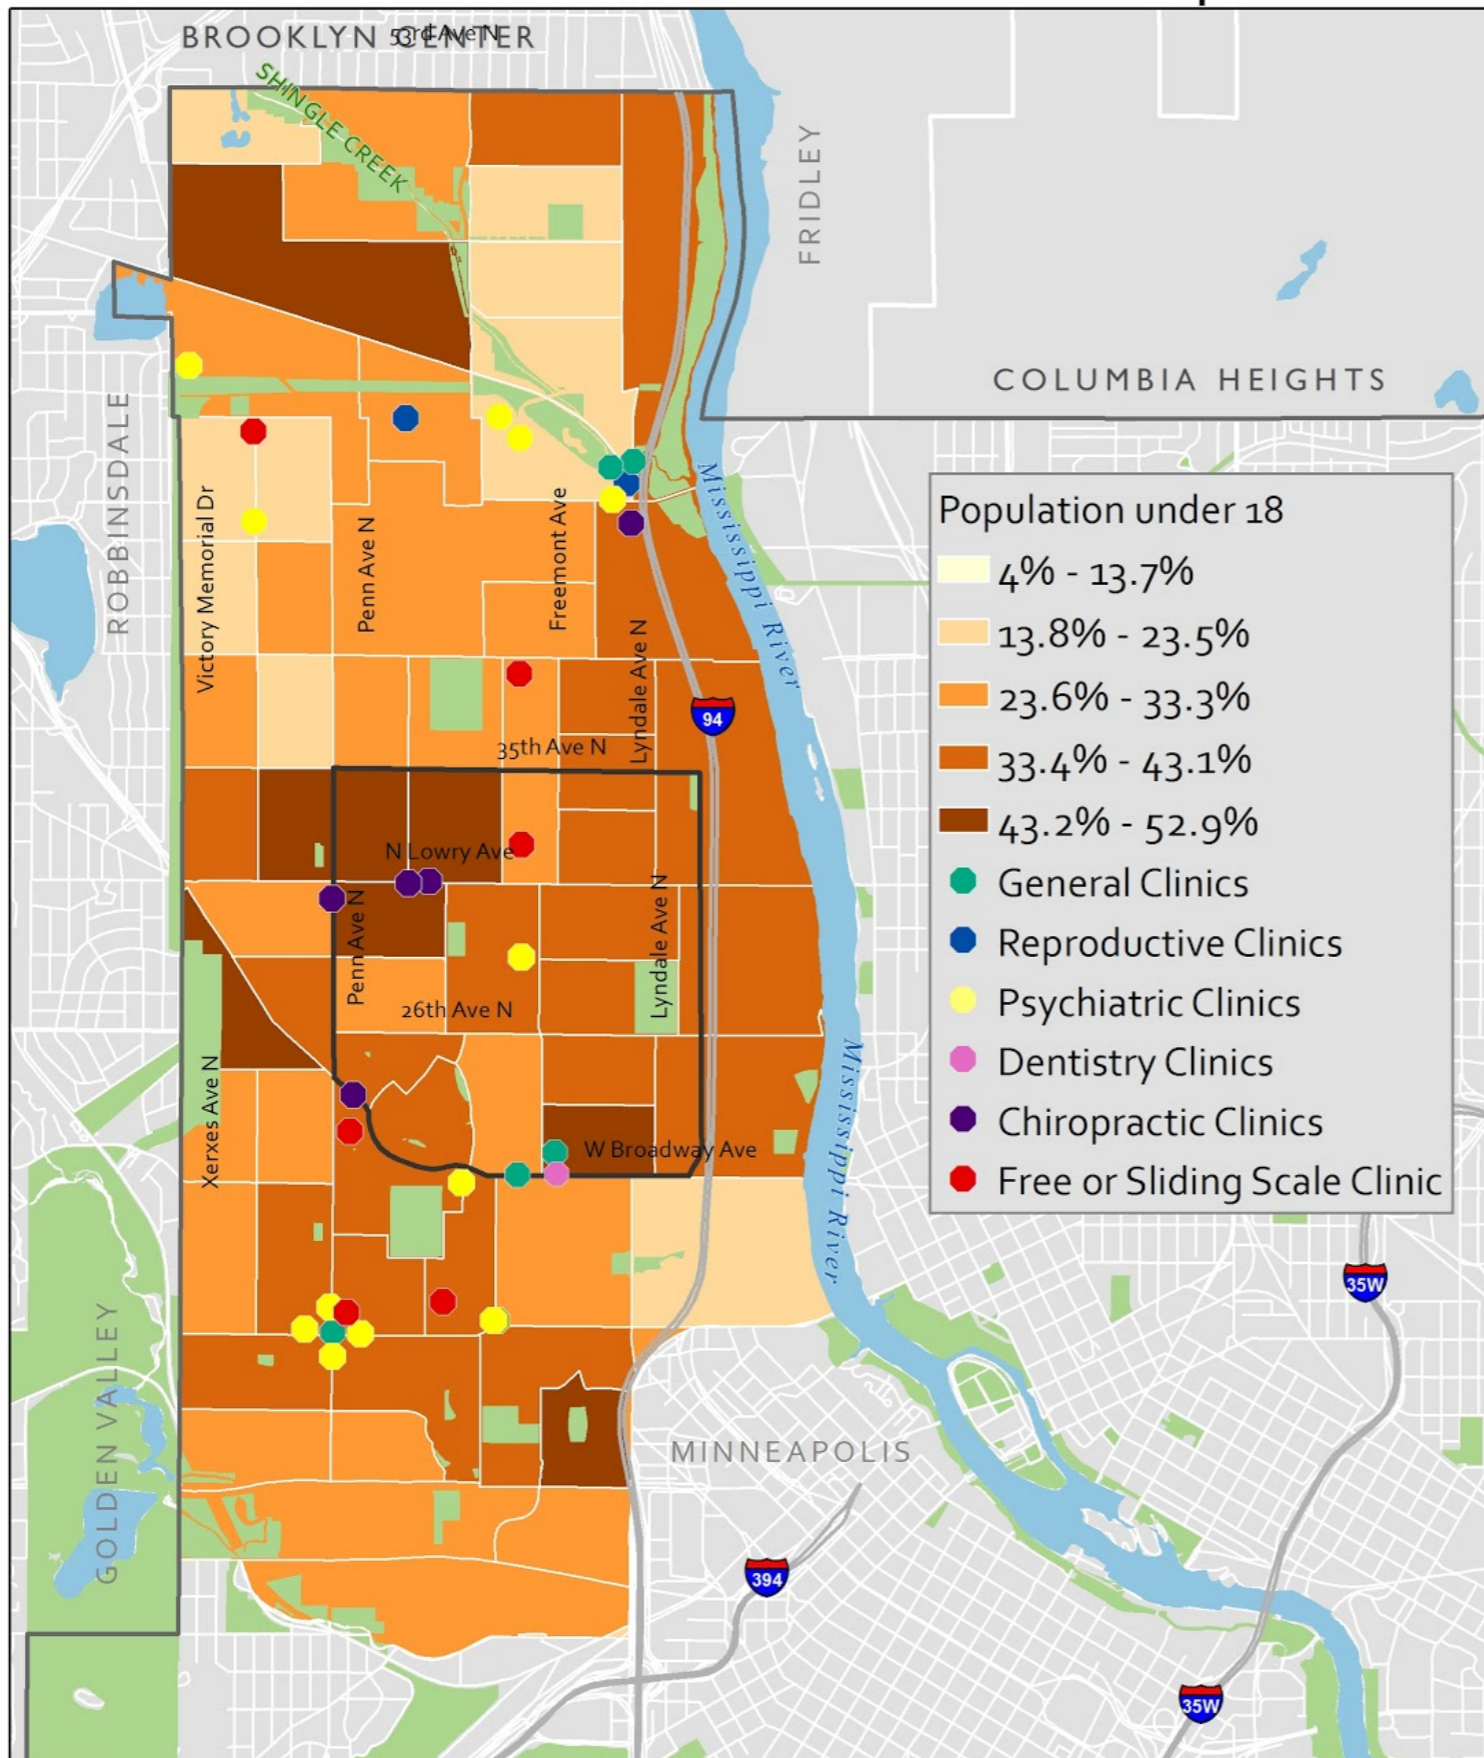 BROOKLYN CENTER
53rd Ave N
SHINGLE CREEK
FRIDLEY
COLUMBIA HEIGHTS
ROBBINSDALE
Victory Memorial Dr
Penn Ave N
Freemont Ave
Lyndale Ave N
Mississippi River
94
35th Ave N
N Lowry Ave
Penn Ave N
Lyndale Ave N
26th Ave N
Xerxes Ave N
W Broadway Ave
Mississippi River
GOLDEN VALLEY
MINNEAPOLIS
394
35W
35W
Population under 18
4% - 13.7%
13.8% - 23.5%
23.6% - 33.3%
33.4% - 43.1%
43.2% - 52.9%
General Clinics
Reproductive Clinics
Psychiatric Clinics
Dentistry Clinics
Chiropractic Clinics
Free or Sliding Scale Clinic